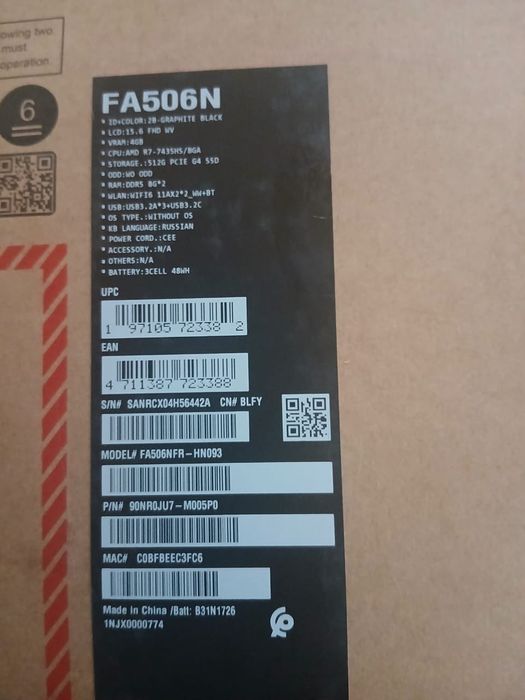 owing two
must
operation.
6
FA506N
ID+COLOR:2B-GRAPHITE BLACK
LCD:15.6 FHD WV
VRAM:4GB
CPU:AMD R7-7435HS/BGA
STORAGE.:512G PCIE G4 SSD
ODD:WO ODD
RAM:DDR5 8G*2
WLAN:WIFI6 11AX2*2_WW+BT
USB:USB3.2A*3+USB3.2C
OS TYPE.:WITHOUT OS
KB LANGUAGE:RUSSIAN
POWER CORD.:CEE
ACCESSORY.:N/A
OTHERS:N/A
BATTERY:3CELL 48WH
UPC
1 97105 72338 2
EAN
4 711387 723388
S/N# SANRCX04H56442A CN# BLFY
MODEL# FA506NFR-HN093
P/N# 90NR0JU7-M005P0
MAC# C0BFBEEC3FC6
Made in China /Batt: B31N1726
1NJX0000774